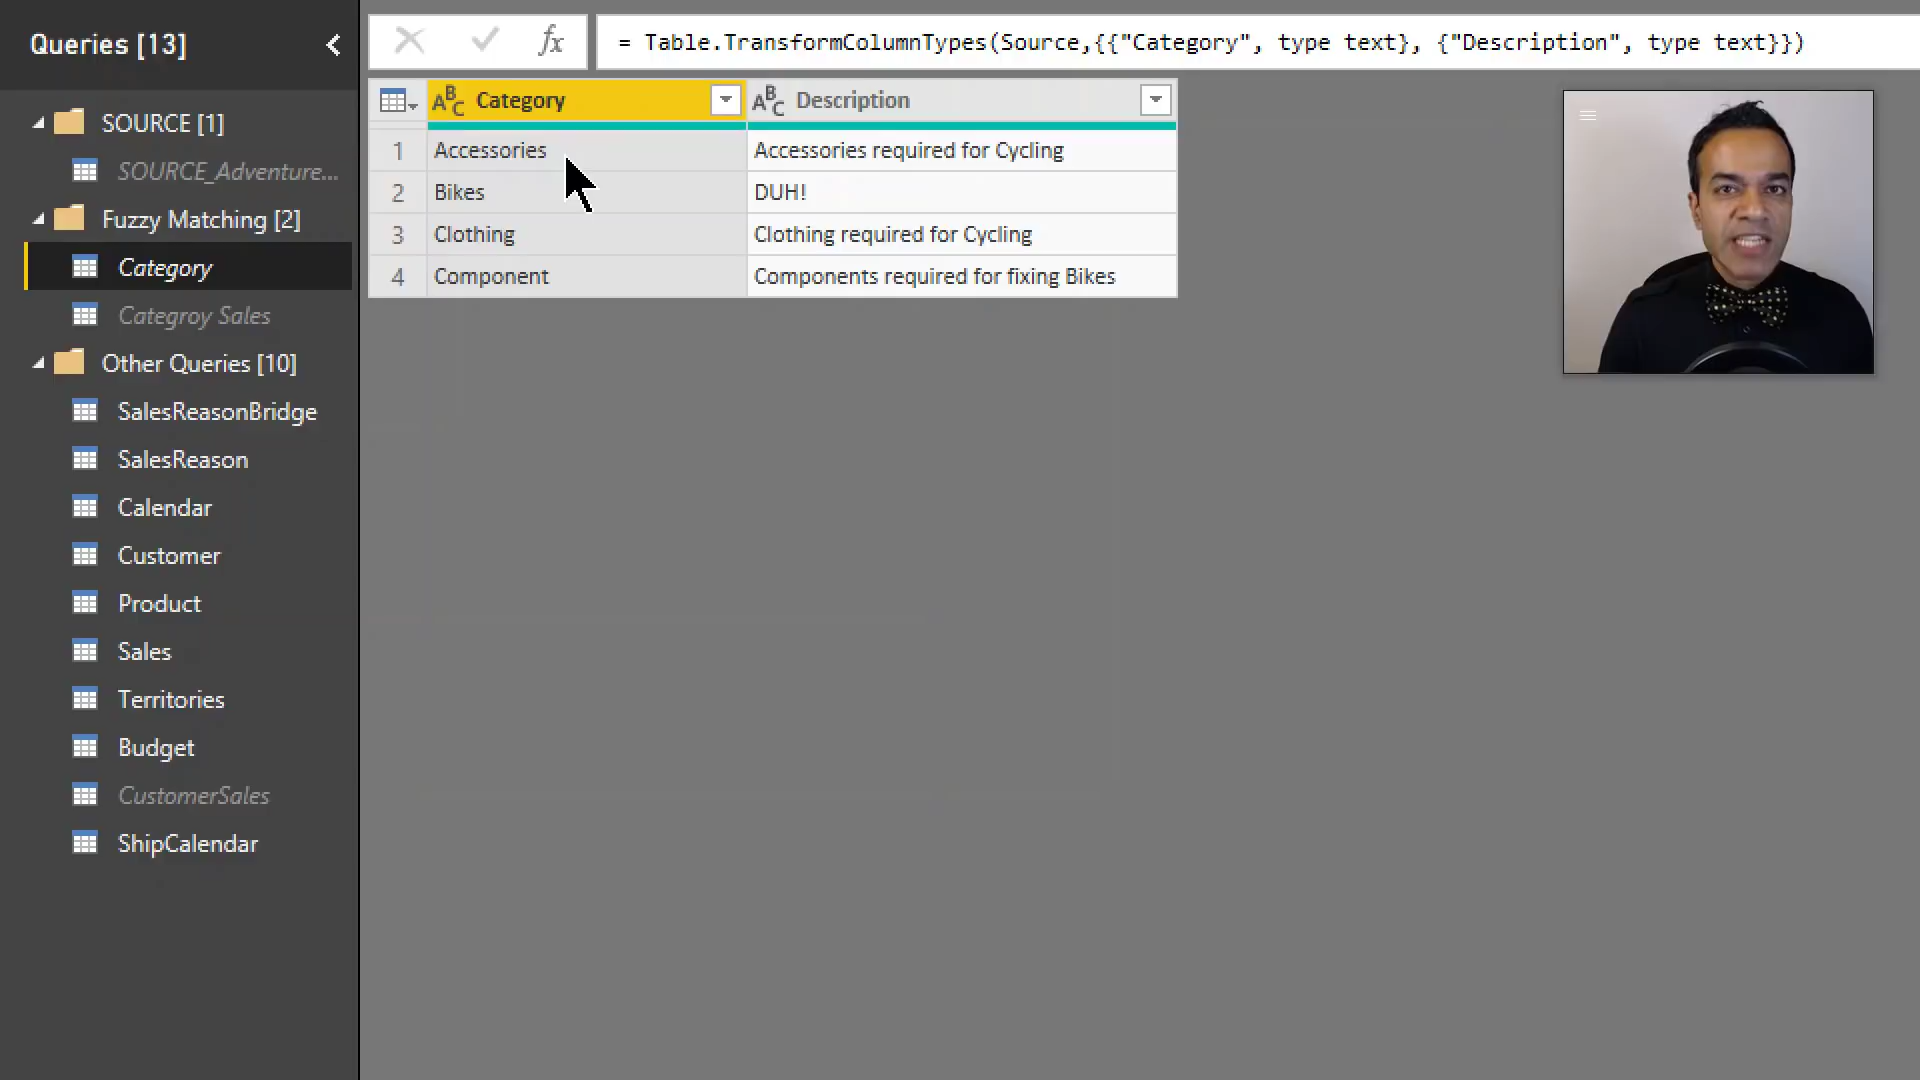 Queries [13]
SOURCE [1]
SOURCE_Adventure...
Fuzzy Matching [2]
Category
Categroy Sales
Other Queries [10]
SalesReasonBridge
SalesReason
Calendar
Customer
Product
Sales
Territories
Budget
CustomerSales
ShipCalendar
fx = Table.TransformColumnTypes(Source,{{"Category", type text}, {"Description", type text}})
ABC Category ABC Description
1 Accessories Accessories required for Cycling
2 Bikes DUH!
3 Clothing Clothing required for Cycling
4 Component Components required for fixing Bikes